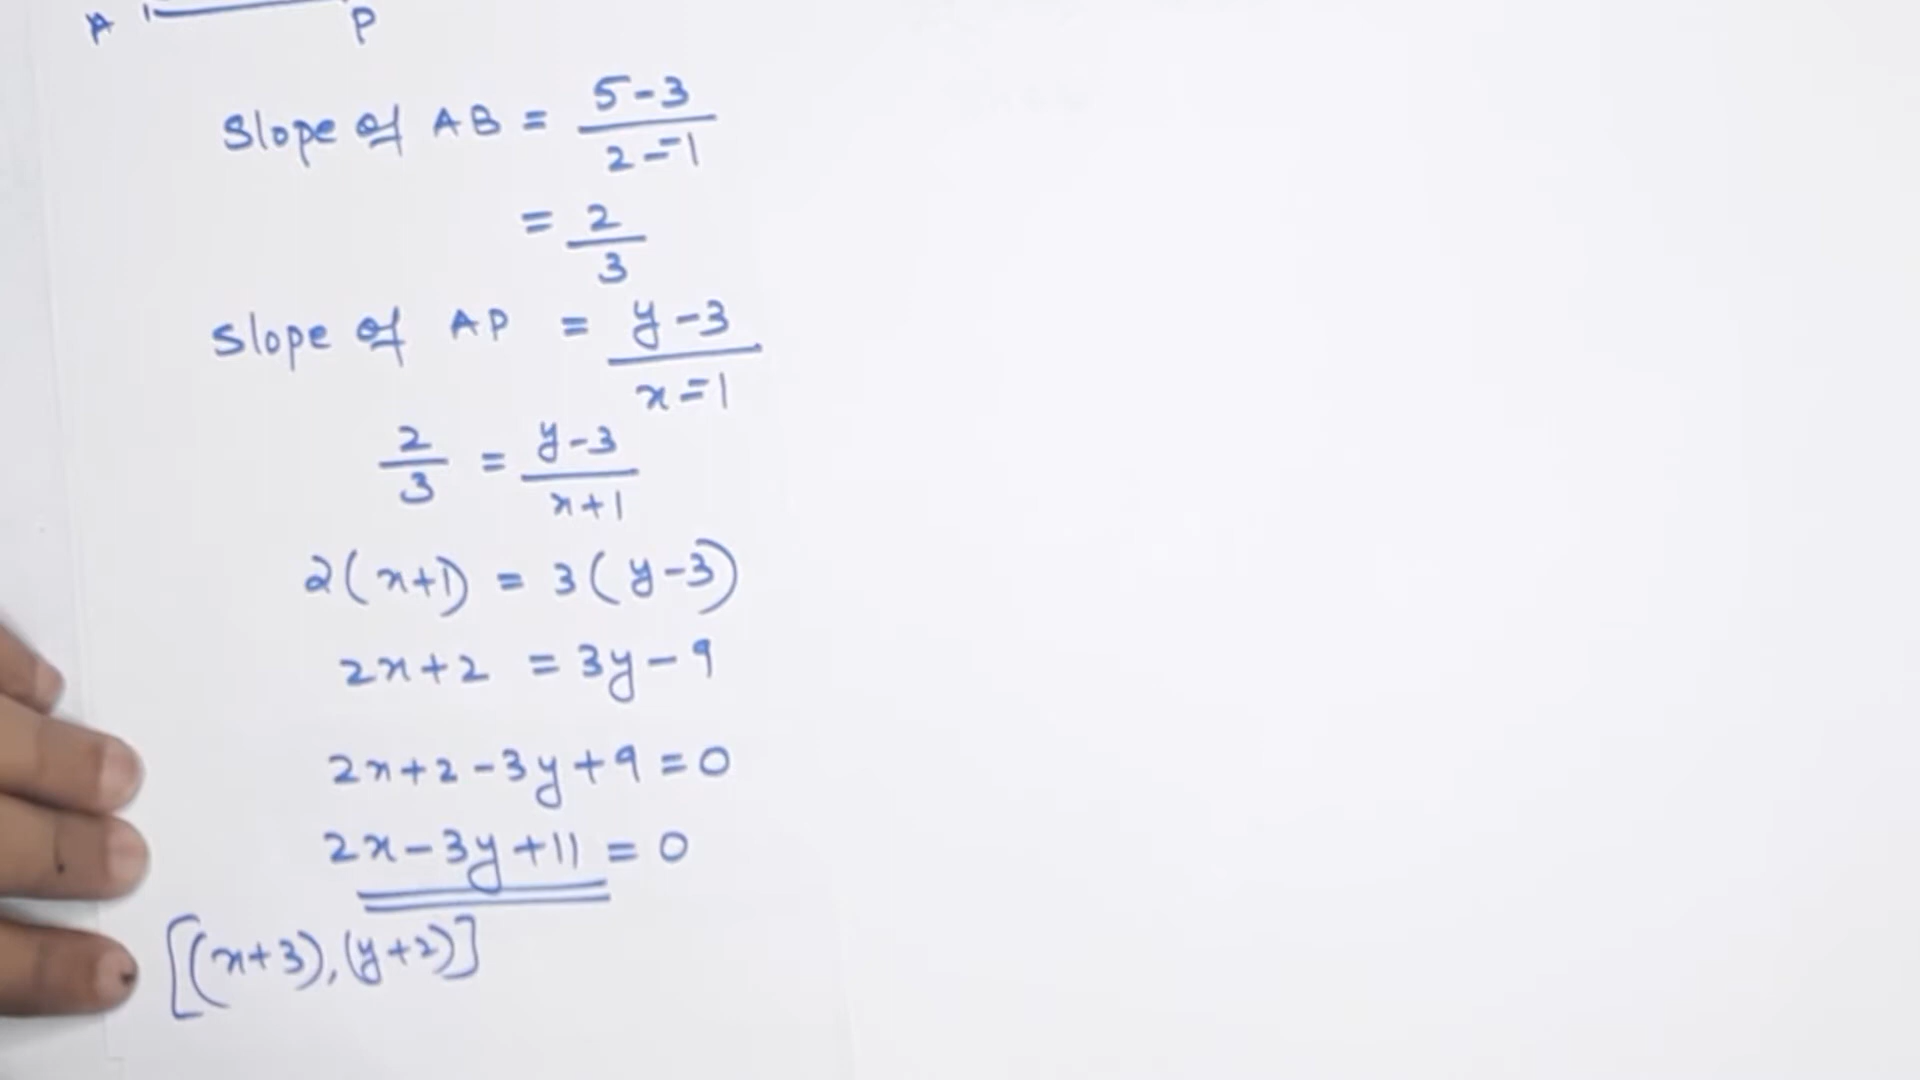 A P
Slope of AB = 5-3
2--1
= 2
3
Slope of AP = y-3
x--1
2/3 = y-3
x+1
2(x+1) = 3(y-3)
2x+2 = 3y-9
2x+2-3y+9=0
2x-3y+11 = 0
[(x+3),(y+2)]